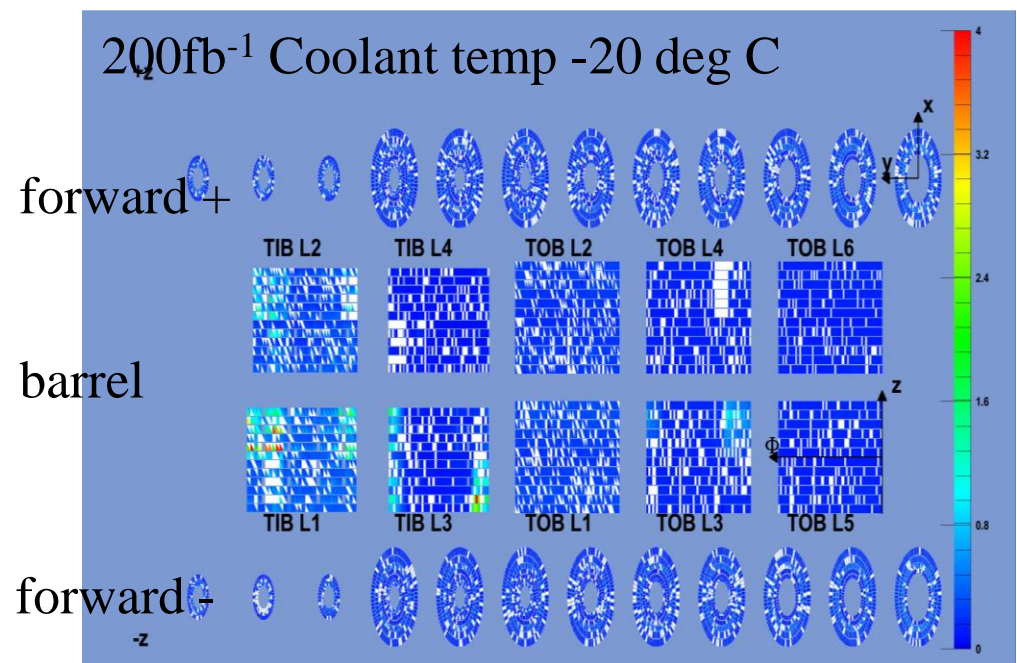 200fb-1 Coolant temp -20 deg C
+z
4
x
3.2
y
forward +
TIB L2 TIB L4 TOB L2 TOB L4 TOB L6
2.4
barrel
z
1.6
Φ
TIB L1 TIB L3 TOB L1 TOB L3 TOB L5
0.8
forward -
-z
0